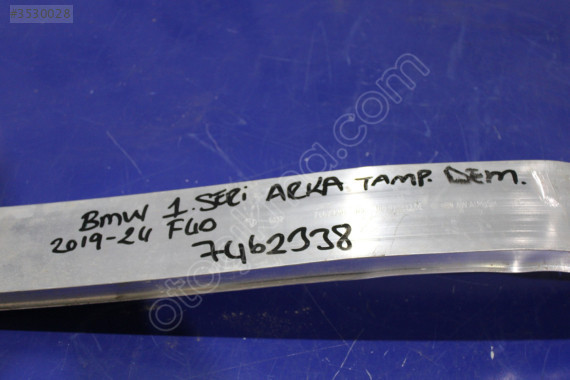 #3530028
BMW 1.SERİ ARKA TAMP. DEM.
2019-24 F40
7462338